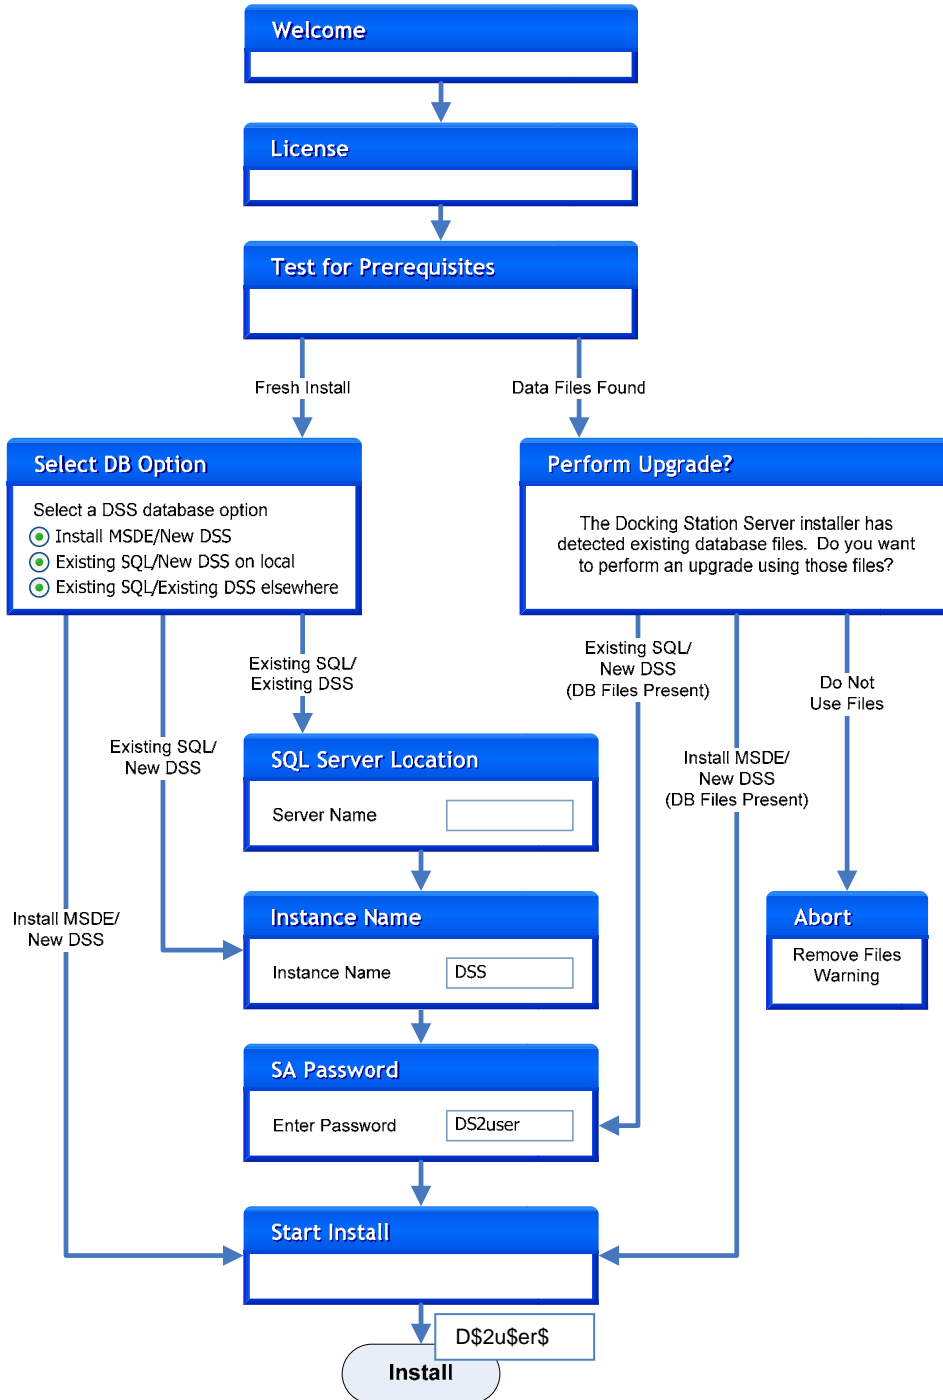 Welcome
License
Test for Prerequisites
Fresh Install
Data Files Found
Select DB Option
Select a DSS database option
Install MSDE/New DSS
Existing SQL/New DSS on local
Existing SQL/Existing DSS elsewhere
Perform Upgrade?
The Docking Station Server installer has
detected existing database files. Do you want
to perform an upgrade using those files?
Existing SQL/
Existing DSS
Existing SQL/
New DSS
(DB Files Present)
Do Not
Use Files
Existing SQL/
New DSS
Install MSDE/
New DSS
(DB Files Present)
SQL Server Location
Server Name
Install MSDE/
New DSS
Instance Name
Instance Name
DSS
Abort
Remove Files
Warning
SA Password
Enter Password
DS2user
Start Install
D$2u$er$
Install